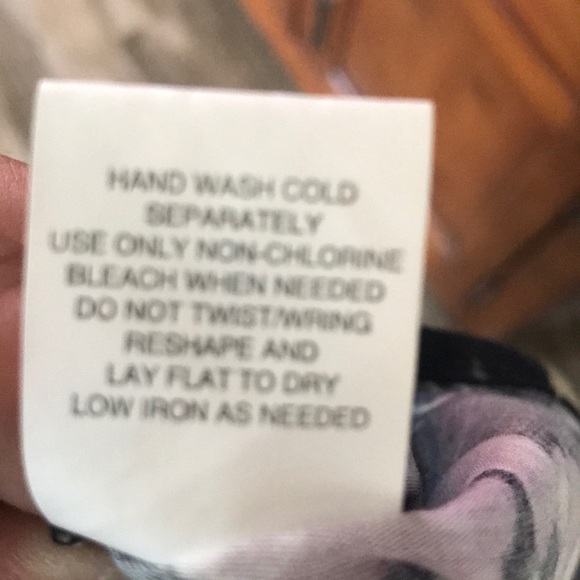 HAND WASH COLD
SEPARATELY
USE ONLY NON-CHLORINE
BLEACH WHEN NEEDED
DO NOT TWIST/WRING
RESHAPE AND
LAY FLAT TO DRY
LOW IRON AS NEEDED